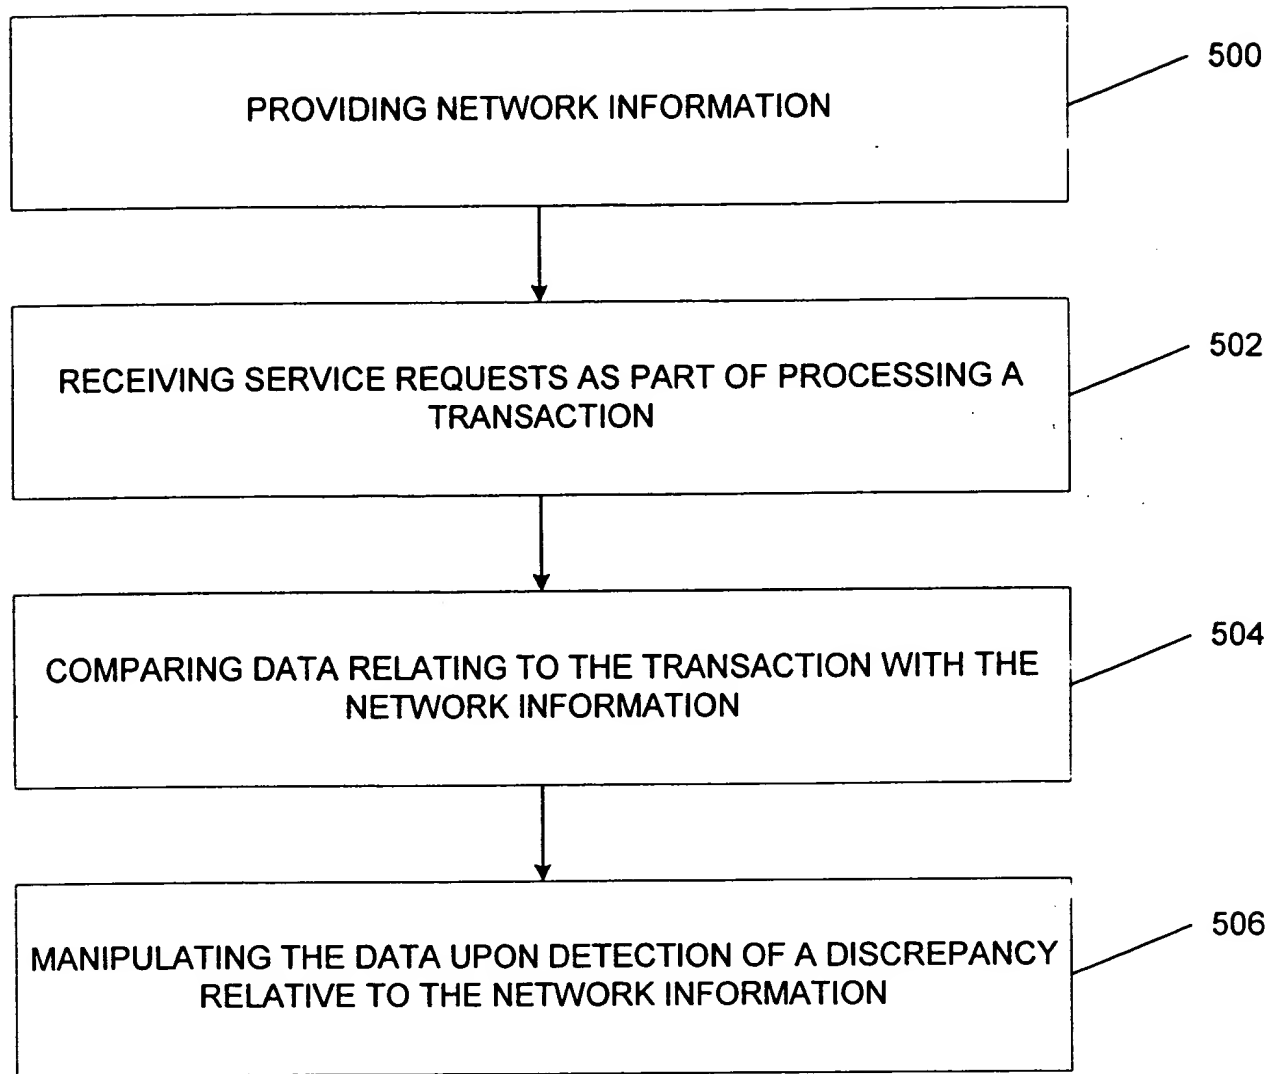 500
PROVIDING NETWORK INFORMATION
502
RECEIVING SERVICE REQUESTS AS PART OF PROCESSING A
TRANSACTION
504
COMPARING DATA RELATING TO THE TRANSACTION WITH THE
NETWORK INFORMATION
506
MANIPULATING THE DATA UPON DETECTION OF A DISCREPANCY
RELATIVE TO THE NETWORK INFORMATION